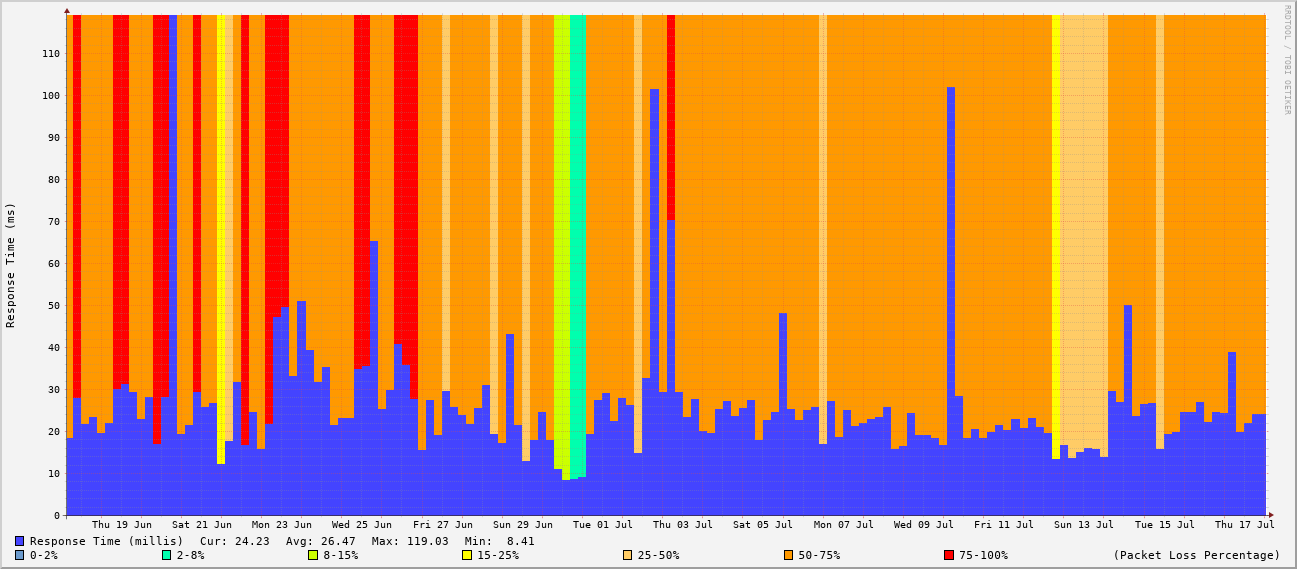 RRDTOOL / TOBI OETIKER
Response Time (ms)
110
100
90
80
70
60
50
40
30
20
10
0
Thu 19 Jun Sat 21 Jun Mon 23 Jun Wed 25 Jun Fri 27 Jun Sun 29 Jun Tue 01 Jul Thu 03 Jul Sat 05 Jul Mon 07 Jul Wed 09 Jul Fri 11 Jul Sun 13 Jul Tue 15 Jul Thu 17 Jul
Response Time (millis) Cur: 24.23 Avg: 26.47 Max: 119.03 Min: 8.41
0-2% 2-8% 8-15% 15-25% 25-50% 50-75% 75-100% (Packet Loss Percentage)